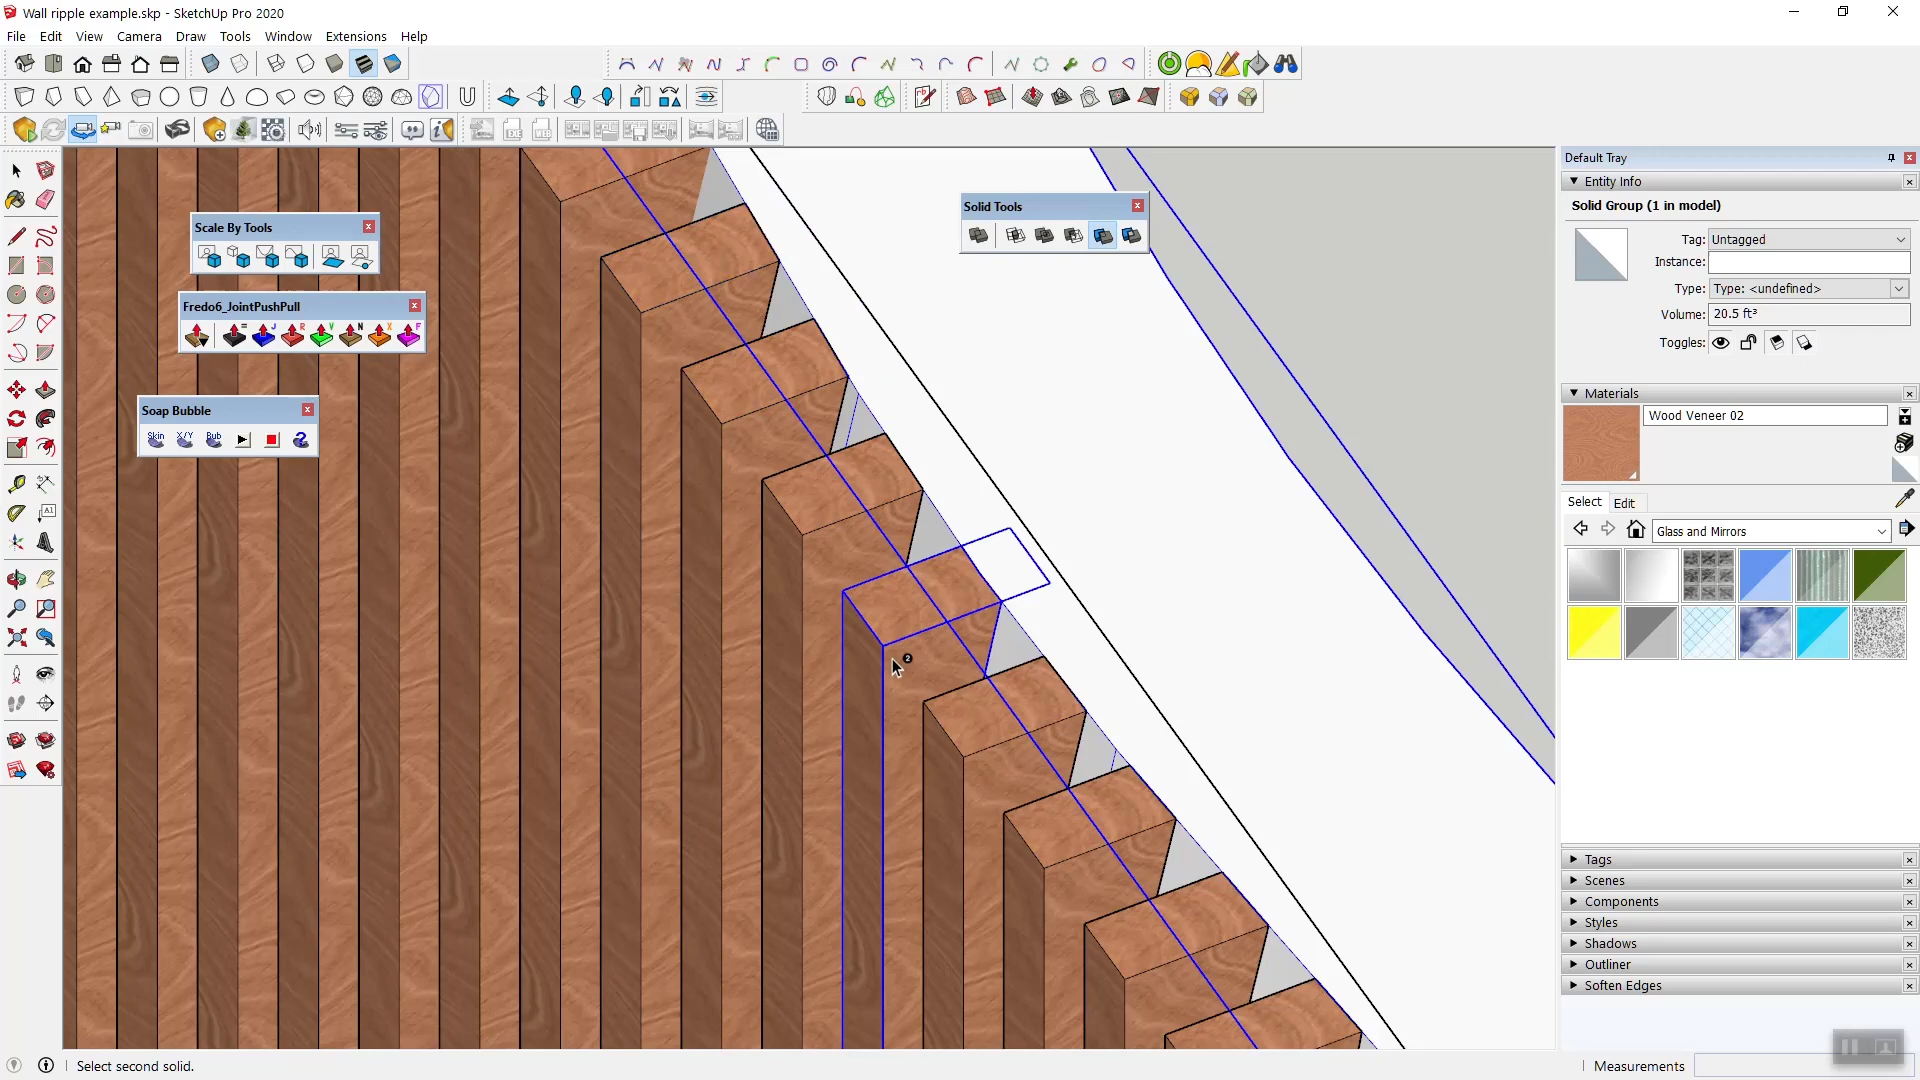 Wall ripple example.skp - SketchUp Pro 2020
File Edit View Camera Draw Tools Window Extensions Help
Default Tray
Entity Info
Solid Group (1 in model)
Tag: Untagged
Instance:
Type: Type: <undefined>
Volume: 20.5 ft³
Toggles:
Solid Tools
Scale By Tools
Fredo6_JointPushPull
= J R V N X F
Soap Bubble
Skin X/Y Bub ?
Materials
Wood Veneer 02
Select Edit
Glass and Mirrors
2
Tags
Scenes
Components
Styles
Shadows
Outliner
Soften Edges
Select second solid.
Measurements